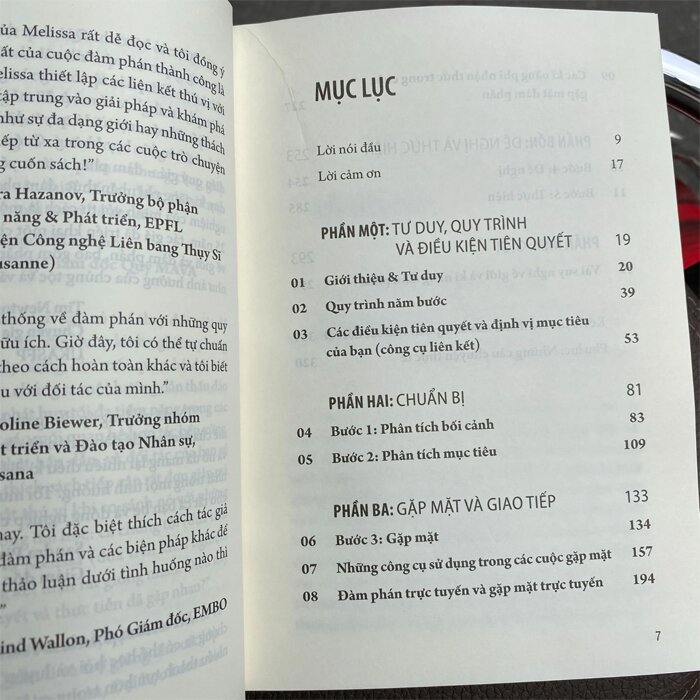 ủa Melissa rất dễ đọc và tôi đồng ý
ất của cuộc đàm phán thành công là
elissa thiết lập các liên kết thú vị với
tập trung vào giải pháp và khám phá
như sự đa dạng giới hay những thách
iếp từ xa trong các cuộc trò chuyện
g cuốn sách!”
ra Hazanov, Trưởng bộ phận
năng & Phát triển, EPFL
ện Công nghệ Liên bang Thụy Sĩ
usanne)
thống về đàm phán với những quy
ữu ích. Giờ đây, tôi có thể tự chuẩn
theo cách hoàn toàn khác và tôi biết
u với đối tác của mình.”
oline Biewer, Trưởng nhóm
t triển và Đào tạo Nhân sự,
sana
hay. Tôi đặc biệt thích cách tác giả
đàm phán và các biện pháp khác để
thảo luận dưới tình huống nào thì
”
ind Wallon, Phó Giám đốc, EMBO
MỤC LỤC
Lời nói đầu 9
Lời cảm ơn 17
PHẦN MỘT: TƯ DUY, QUY TRÌNH
VÀ ĐIỀU KIỆN TIÊN QUYẾT 19
01 Giới thiệu & Tư duy 20
02 Quy trình năm bước 39
03 Các điều kiện tiên quyết và định vị mục tiêu
của bạn (công cụ liên kết) 53
PHẦN HAI: CHUẨN BỊ 81
04 Bước 1: Phân tích bối cảnh 83
05 Bước 2: Phân tích mục tiêu 109
PHẦN BA: GẶP MẶT VÀ GIAO TIẾP 133
06 Bước 3: Gặp mặt 134
07 Những công cụ sử dụng trong các cuộc gặp mặt 157
08 Đàm phán trực tuyến và gặp mặt trực tuyến 194
7